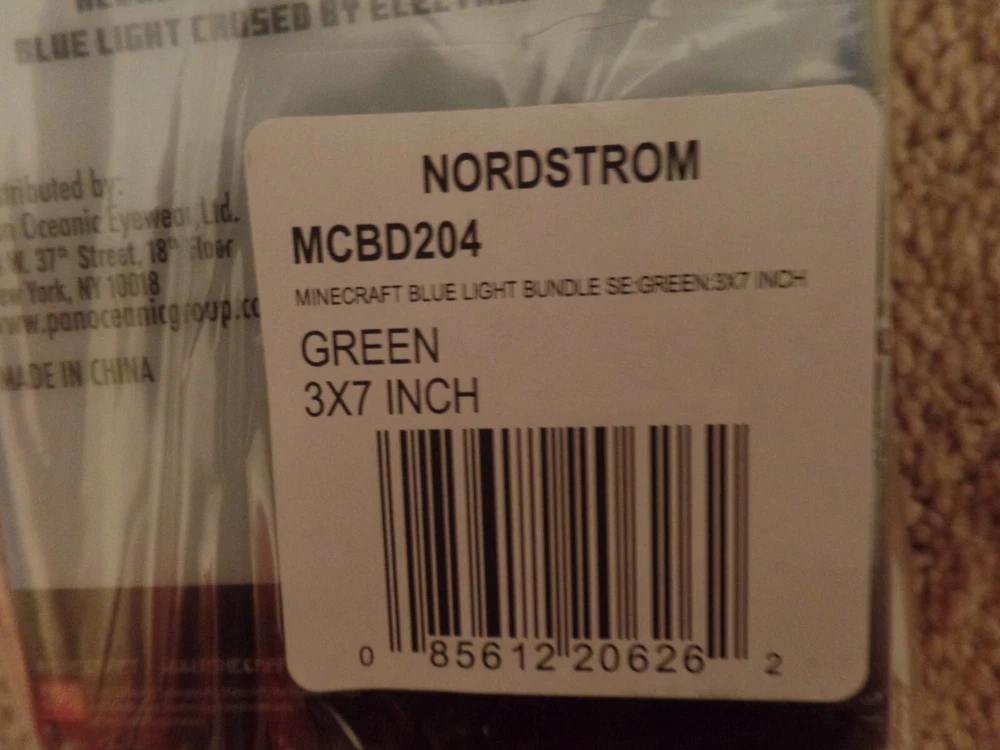 BLUE LIGHT CAUSED BY
tributed by:
n Oceanic Eyewear Ltd.
W. 37th Street, 18th Floor
ew York, NY 10018
ww.panoceanicgroup.co
MADE IN CHINA
NORDSTROM
MCBD204
MINECRAFT BLUE LIGHT BUNDLE SE:GREEN:3X7 INCH
GREEN
3X7 INCH
0 85612 20626 2